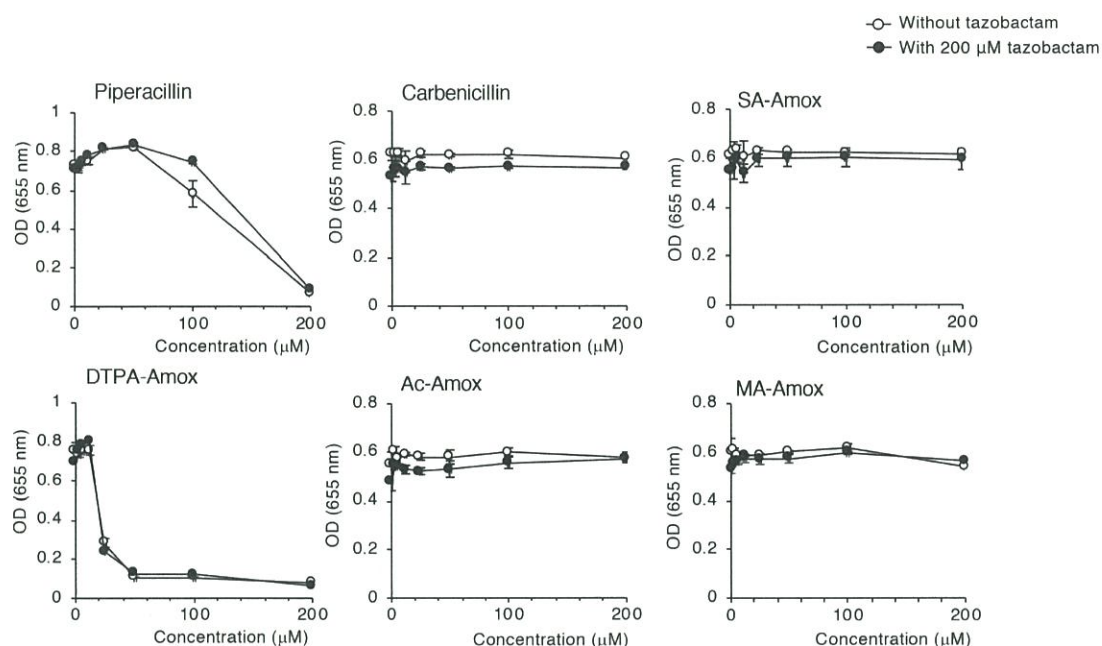 Without tazobactam
With 200 μM tazobactam
Piperacillin
1
0.8
0.6
0.4
0.2
0
OD (655 nm)
0 100 200
Concentration (μM)
Carbenicillin
0.8
0.6
0.4
0.2
0
OD (655 nm)
0 100 200
Concentration (μM)
SA-Amox
0.8
0.6
0.4
0.2
0
OD (655 nm)
0 100 200
Concentration (μM)
DTPA-Amox
1
0.8
0.6
0.4
0.2
0
OD (655 nm)
0 100 200
Concentration (μM)
Ac-Amox
0.8
0.6
0.4
0.2
0
OD (655 nm)
0 100 200
Concentration (μM)
MA-Amox
0.8
0.6
0.4
0.2
0
OD (655 nm)
0 100 200
Concentration (μM)